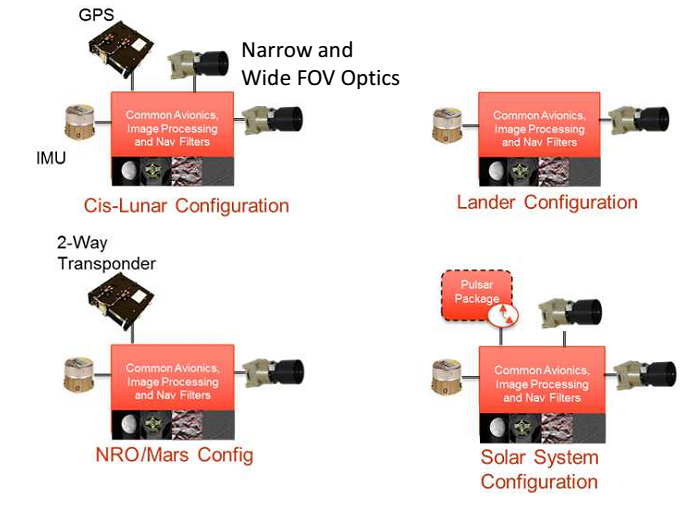 GPS
Narrow and
Wide FOV Optics
Common Avionics,
Image Processing
and Nav Filters
IMU
Cis-Lunar Configuration
Common Avionics,
Image Processing
and Nav Filters
Lander Configuration
2-Way
Transponder
Common Avionics,
Image Processing
and Nav Filters
NRO/Mars Config
Pulsar
Package
Common Avionics,
Image Processing
and Nav Filters
Solar System
Configuration